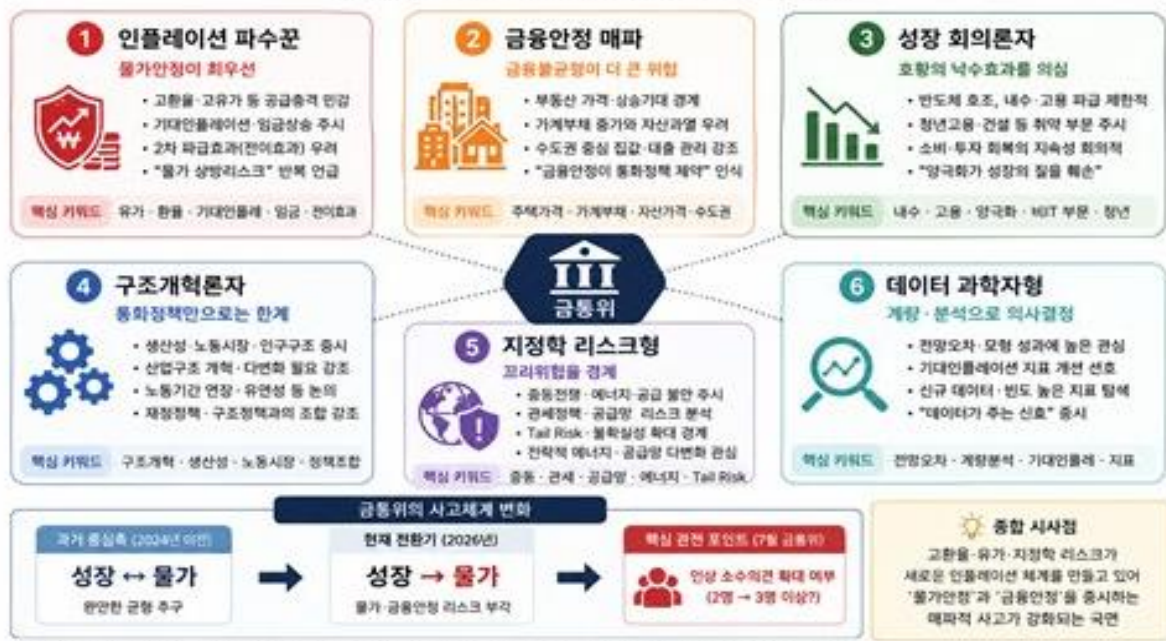 1 인플레이션 파수꾼
물가안정이 최우선
• 고환율·고유가 등 공급충격 민감
• 기대인플레이션·임금상승 주시
• 2차 파급효과(전이효과) 우려
• "물가 상방리스크" 반복 언급
핵심 키워드 유가 · 환율 · 기대인플레 · 임금 · 전이효과
2 금융안정 매파
금융불균형이 더 큰 위험
• 부동산 가격·상승기대 경계
• 가계부채 증가와 자산과열 우려
• 수도권 중심 집값·대출 관리 강조
• "금융안정이 통화정책 제약" 인식
핵심 키워드 주택가격 · 가계부채 · 자산가격 · 수도권
3 성장 회의론자
호황의 낙수효과를 의심
• 반도체 호조, 내수·고용 파급 제한적
• 청년고용·건설 등 취약 부문 주시
• 소비·투자 회복의 지속성 회의적
• "양극화가 성장의 질을 훼손"
핵심 키워드 내수 · 고용 · 양극화 · 비IT 부문 · 청년
금통위
4 구조개혁론자
통화정책만으로는 한계
• 생산성·노동시장·인구구조 중시
• 산업구조 개혁·다변화 필요 강조
• 노동기간 연장·유연성 등 논의
• 재정정책·구조정책과의 조합 강조
핵심 키워드 구조개혁 · 생산성 · 노동시장 · 정책조합
5 지정학 리스크형
꼬리위험을 경계
• 중동전쟁·에너지·공급 불안 주시
• 관세정책·공급망 리스크 분석
• Tail Risk·불확실성 확대 경계
• 전략적 에너지·공급망 다변화 관심
핵심 키워드 중동 · 관세 · 공급망 · 에너지 · Tail Risk
6 데이터 과학자형
계량·분석으로 의사결정
• 전망오차·모형 성과에 높은 관심
• 기대인플레이션 지표 개선 선호
• 신규 데이터·빈도 높은 지표 탐색
• "데이터가 주는 신호" 중시
핵심 키워드 전망오차 · 계량분석 · 기대인플레 · 지표
금통위의 사고체계 변화
과거 중심축 (2024년 이전)
성장 ↔ 물가
완만한 균형 추구
현재 전환기 (2026년)
성장 → 물가
물가·금융안정 리스크 부각
핵심 관전 포인트 (7월 금통위)
인상 소수의견 확대 여부
(2명 → 3명 이상?)
종합 시사점
고환율·유가·지정학 리스크가
새로운 인플레이션 체계를 만들고 있어
'물가안정'과 '금융안정'을 중시하는
매파적 사고가 강화되는 국면